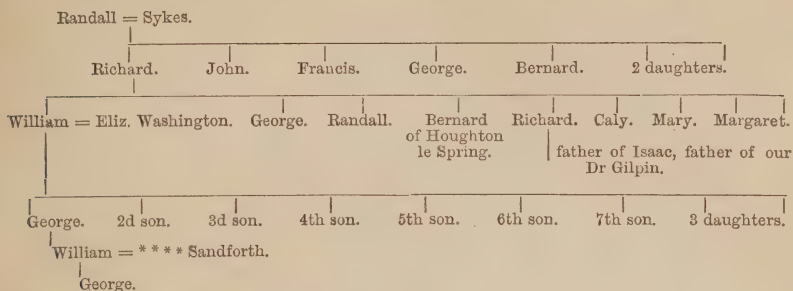 Randall = Sykes.
Richard. John. Francis. George. Bernard. 2 daughters.
William = Eliz. Washington. George. Randall. Bernard Richard. Caly. Mary. Margaret.
of Houghton
le Spring. father of Isaac, father of our
Dr Gilpin.
George. 2d son. 3d son. 4th son. 5th son. 6th son. 7th son. 3 daughters.
William = * * * * Sandforth.
George.